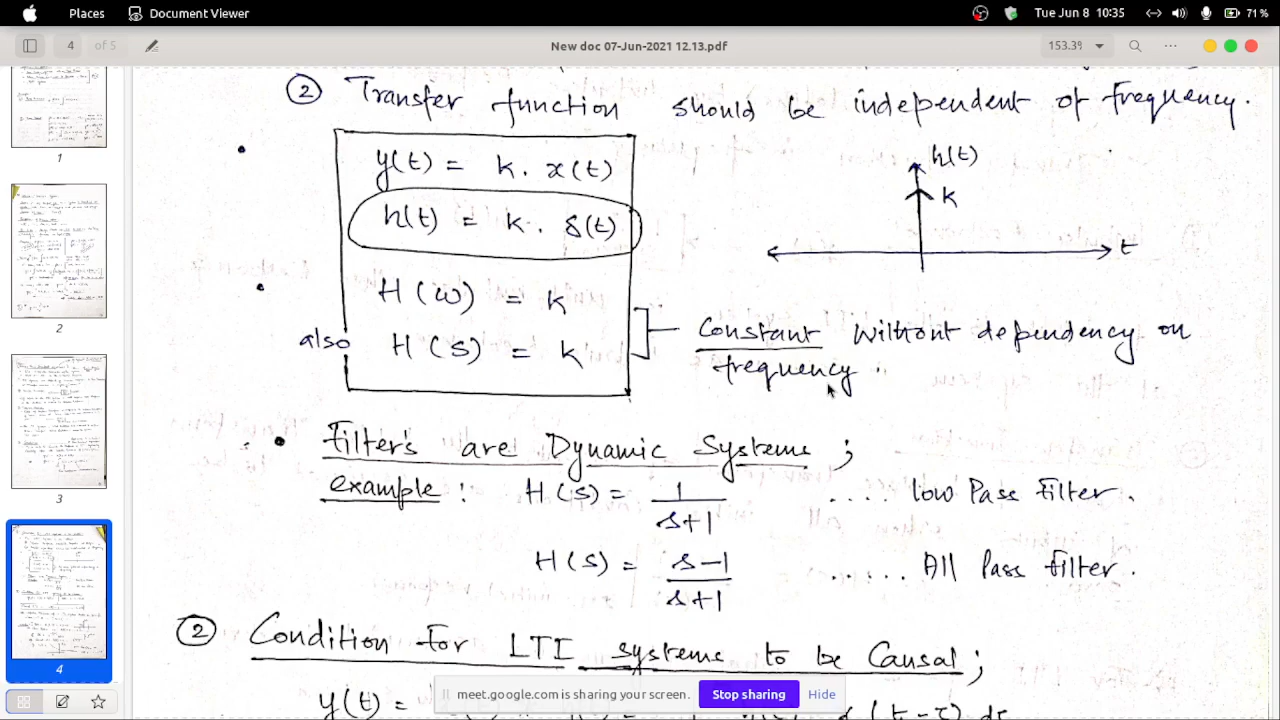 Places Document Viewer Tue Jun 8 10:35 71 %
4 of 5 New doc 07-Jun-2021 12.13.pdf 153.39
② Transfer function should be independent of frequency.
y(t) = k. x(t)
h(t) = k. δ(t)
H(ω) = k
also H(S) = k
h(t)
k
t
Constant without dependency on
frequency.
Filters are Dynamic Systems ;
example : H(s) = 1/(s+1) .... low Pass filter.
H(s) = (s-1)/(s+1) ...... All Pass filter.
② Condition for LTI systems to be Causal ;
y(t) =
(t-τ) dτ
meet.google.com is sharing your screen. Stop sharing Hide
1
2
3
4